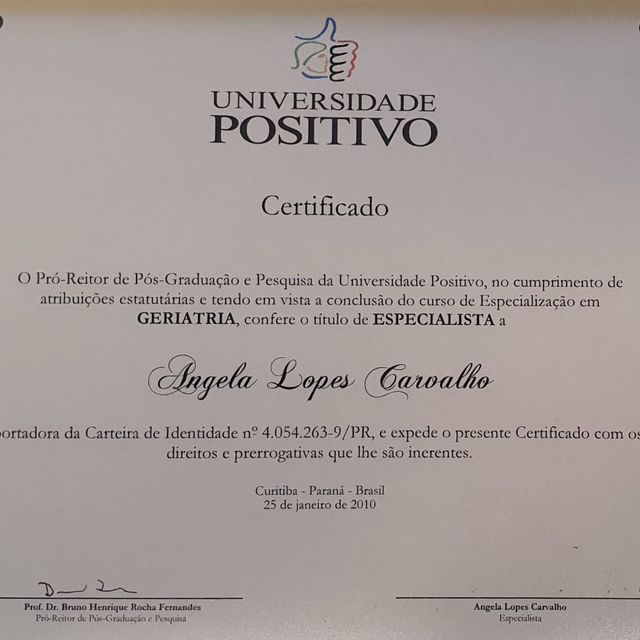 UNIVERSIDADE
POSITIVO
Certificado
O Pró-Reitor de Pós-Graduação e Pesquisa da Universidade Positivo, no cumprimento de
atribuições estatutárias e tendo em vista a conclusão do curso de Especialização em
GERIATRIA, confere o título de ESPECIALISTA a
Angela Lopes Carvalho
portadora da Carteira de Identidade nº 4.054.263-9/PR, e expede o presente Certificado com os
direitos e prerrogativas que lhe são inerentes.
Curitiba - Paraná - Brasil
25 de janeiro de 2010
Prof. Dr. Bruno Henrique Rocha Fernandes
Pró-Reitor de Pós-Graduação e Pesquisa
Angela Lopes Carvalho
Especialista